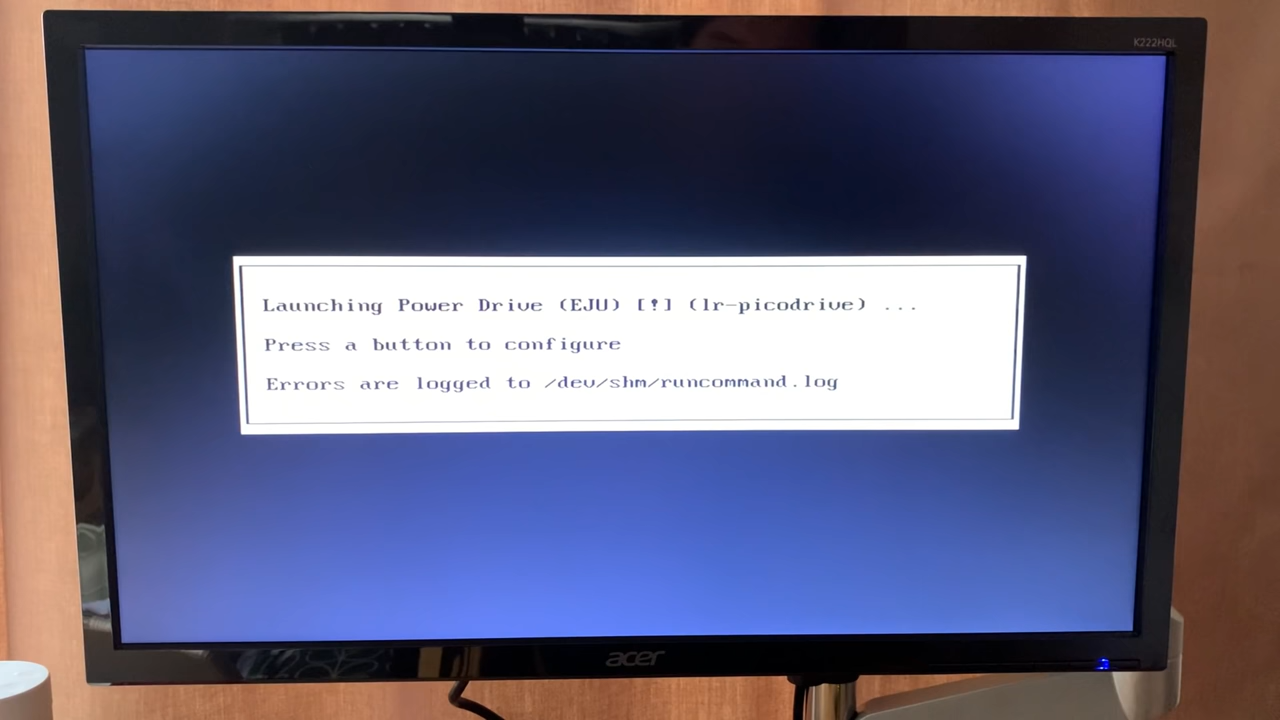 K222HQL
Launching Power Drive (EJU) [!] (lr-picodrive) ...
Press a button to configure
Errors are logged to /dev/shm/runcommand.log
acer